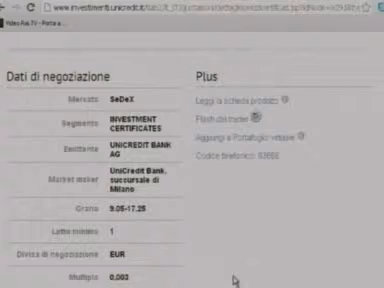 www.investimenti.unicredit.it/
Video Rai.TV - Porta a ...
Dati di negoziazione
Plus
Mercato SeDeX
Segmento INVESTMENT
CERTIFICATES
Emittente UNICREDIT BANK
AG
Market maker UniCredit Bank,
succursale di
Milano
Orario 9.05-17.25
Lotto minimo 1
Divisa di negoziazione EUR
Multiplo 0,003
Leggi la scheda prodotto
Flash del trader
Aggiungi a Portafoglio virtuale
Codice telefonico: